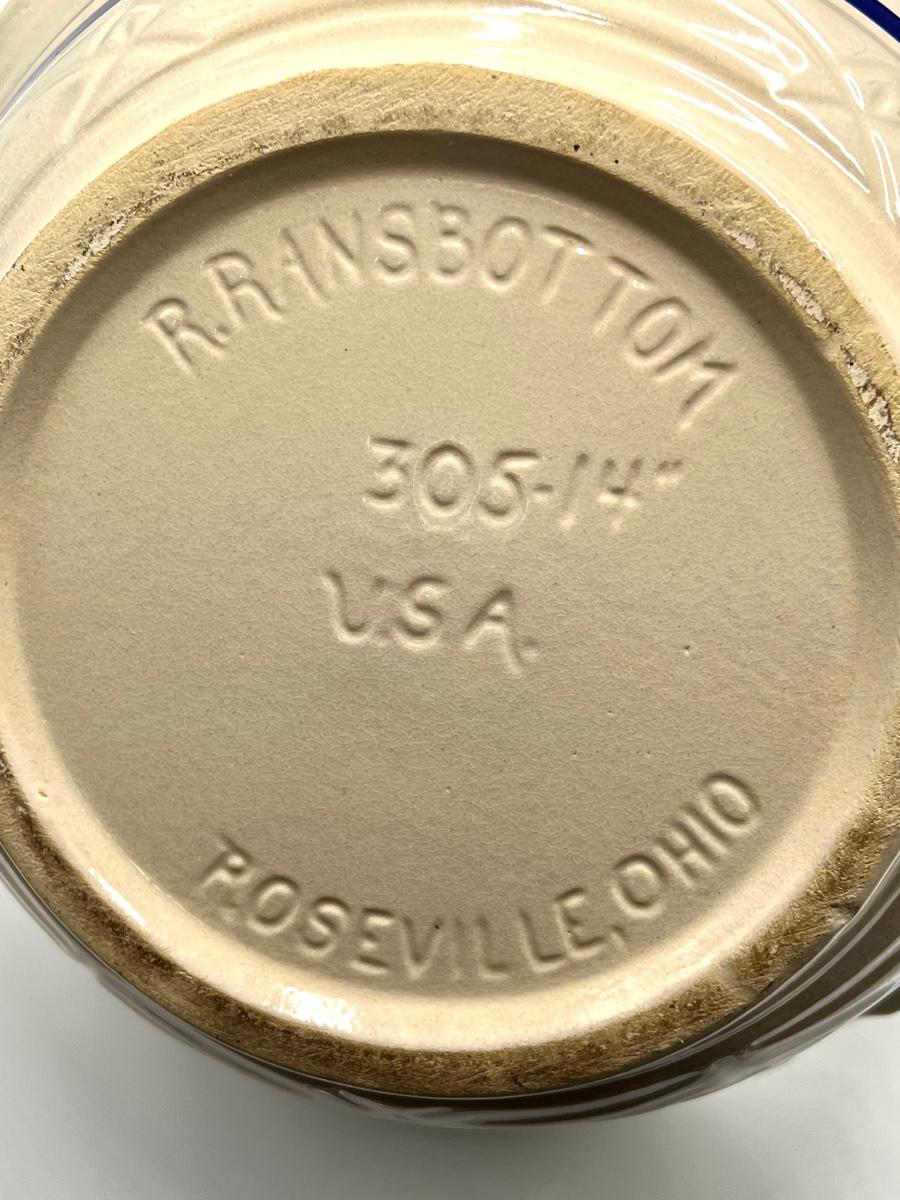 R.RANSBOTTOM
305-14"
U.S.A.
ROSEVILLE, OHIO